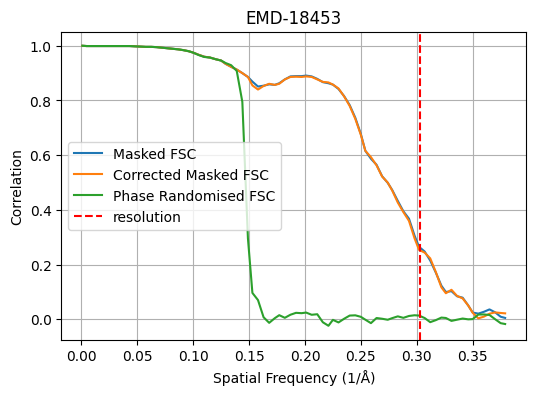 EMD-18453
1.0
0.8
0.6
0.4
0.2
0.0
Correlation
Masked FSC
Corrected Masked FSC
Phase Randomised FSC
resolution
0.00 0.05 0.10 0.15 0.20 0.25 0.30 0.35
Spatial Frequency (1/Å)